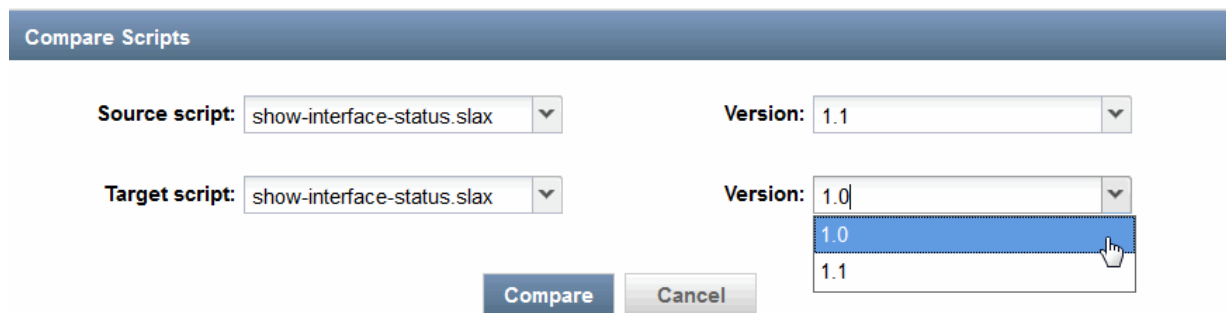 Compare Scripts
Source script: show-interface-status.slax Version: 1.1
Target script: show-interface-status.slax Version: 1.0
1.0
1.1
Compare Cancel